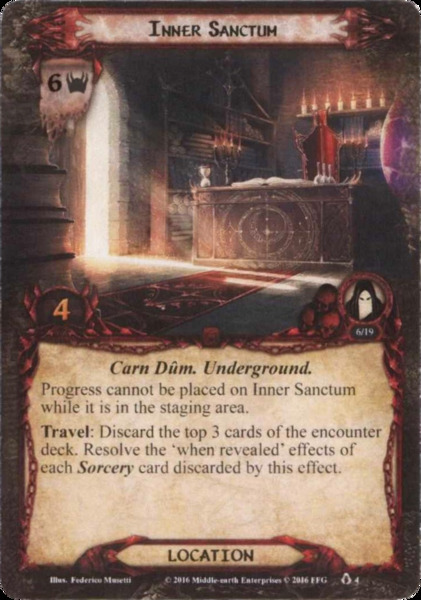 INNER SANCTUM
6
4
6/19
Carn Dûm. Underground.
Progress cannot be placed on Inner Sanctum
while it is in the staging area.
Travel: Discard the top 3 cards of the encounter
deck. Resolve the ‘when revealed’ effects of
each Sorcery card discarded by this effect.
LOCATION
Illus. Federico Musetti © 2016 Middle-earth Enterprises © 2016 FFG 4